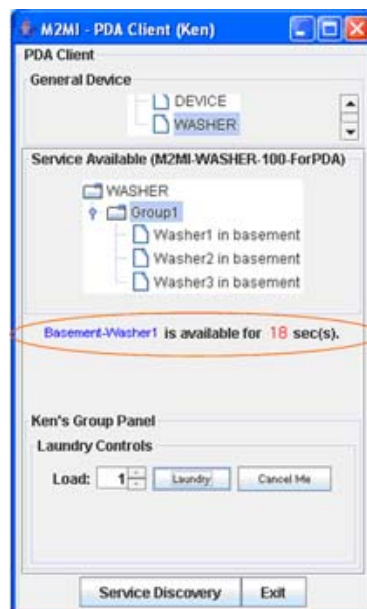 M2MI - PDA Client (Ken)
PDA Client
General Device
DEVICE
WASHER
Service Available (M2MI-WASHER-100-ForPDA)
WASHER
Group1
Washer1 in basement
Washer2 in basement
Washer3 in basement
Basement-Washer1 is available for 18 sec(s).
Ken's Group Panel
Laundry Controls
Load: 1 Laundry Cancel Me
Service Discovery Exit